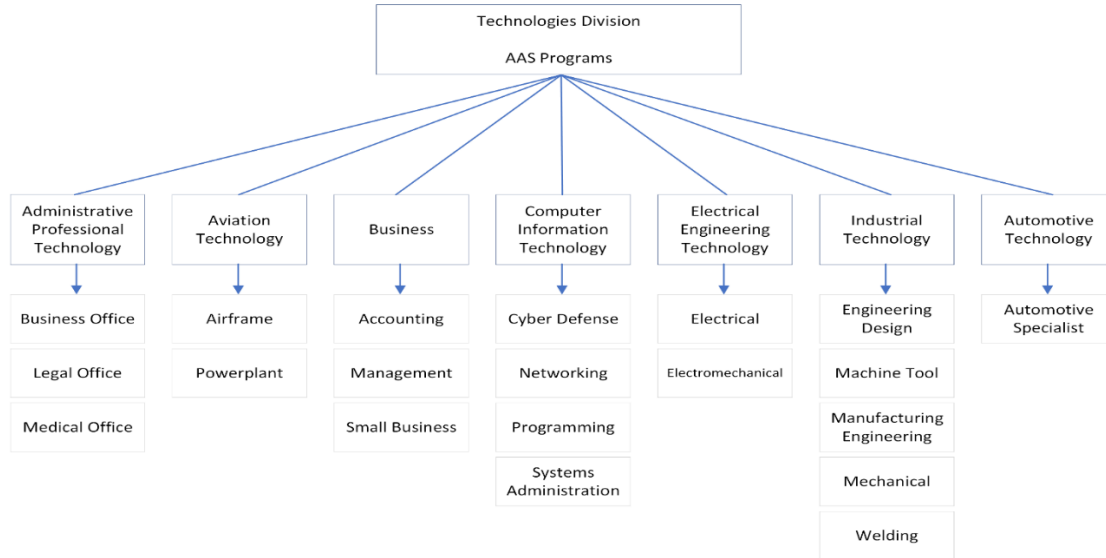 Technologies Division
AAS Programs
Administrative
Professional
Technology
Aviation
Technology
Business
Computer
Information
Technology
Electrical
Engineering
Technology
Industrial
Technology
Automotive
Technology
Business Office
Legal Office
Medical Office
Airframe
Powerplant
Accounting
Management
Small Business
Cyber Defense
Networking
Programming
Systems
Administration
Electrical
Electromechanical
Engineering
Design
Machine Tool
Manufacturing
Engineering
Mechanical
Welding
Automotive
Specialist